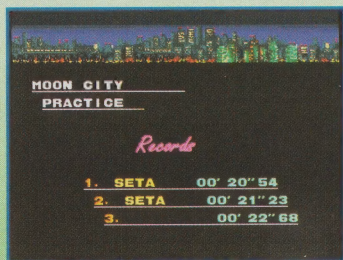 MOON CITY
PRACTICE
Records
1. SETA 00' 20"54
2. SETA 00' 21"23
3. 00' 22"68